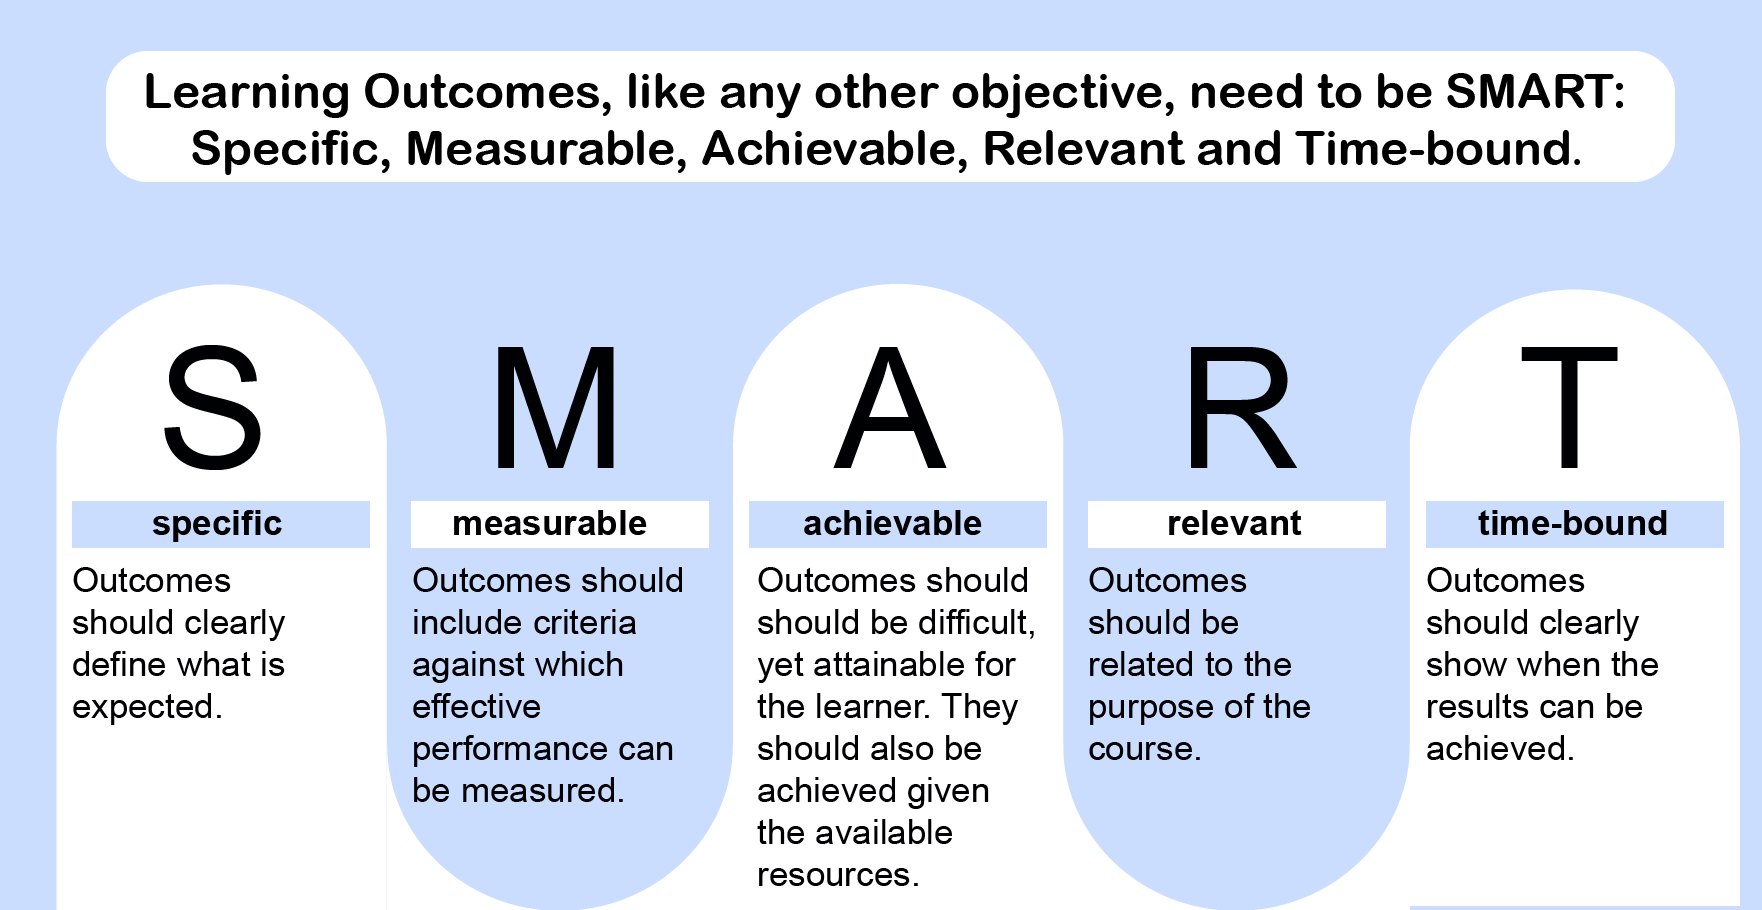 Learning Outcomes, like any other objective, need to be SMART:
Specific, Measurable, Achievable, Relevant and Time-bound.
S
specific
Outcomes
should clearly
define what is
expected.
M
measurable
Outcomes should
include criteria
against which
effective
performance can
be measured.
A
achievable
Outcomes should
should be difficult,
yet attainable for
the learner. They
should also be
achieved given
the available
resources.
R
relevant
Outcomes
should be
related to the
purpose of the
course.
T
time-bound
Outcomes
should clearly
show when the
results can be
achieved.